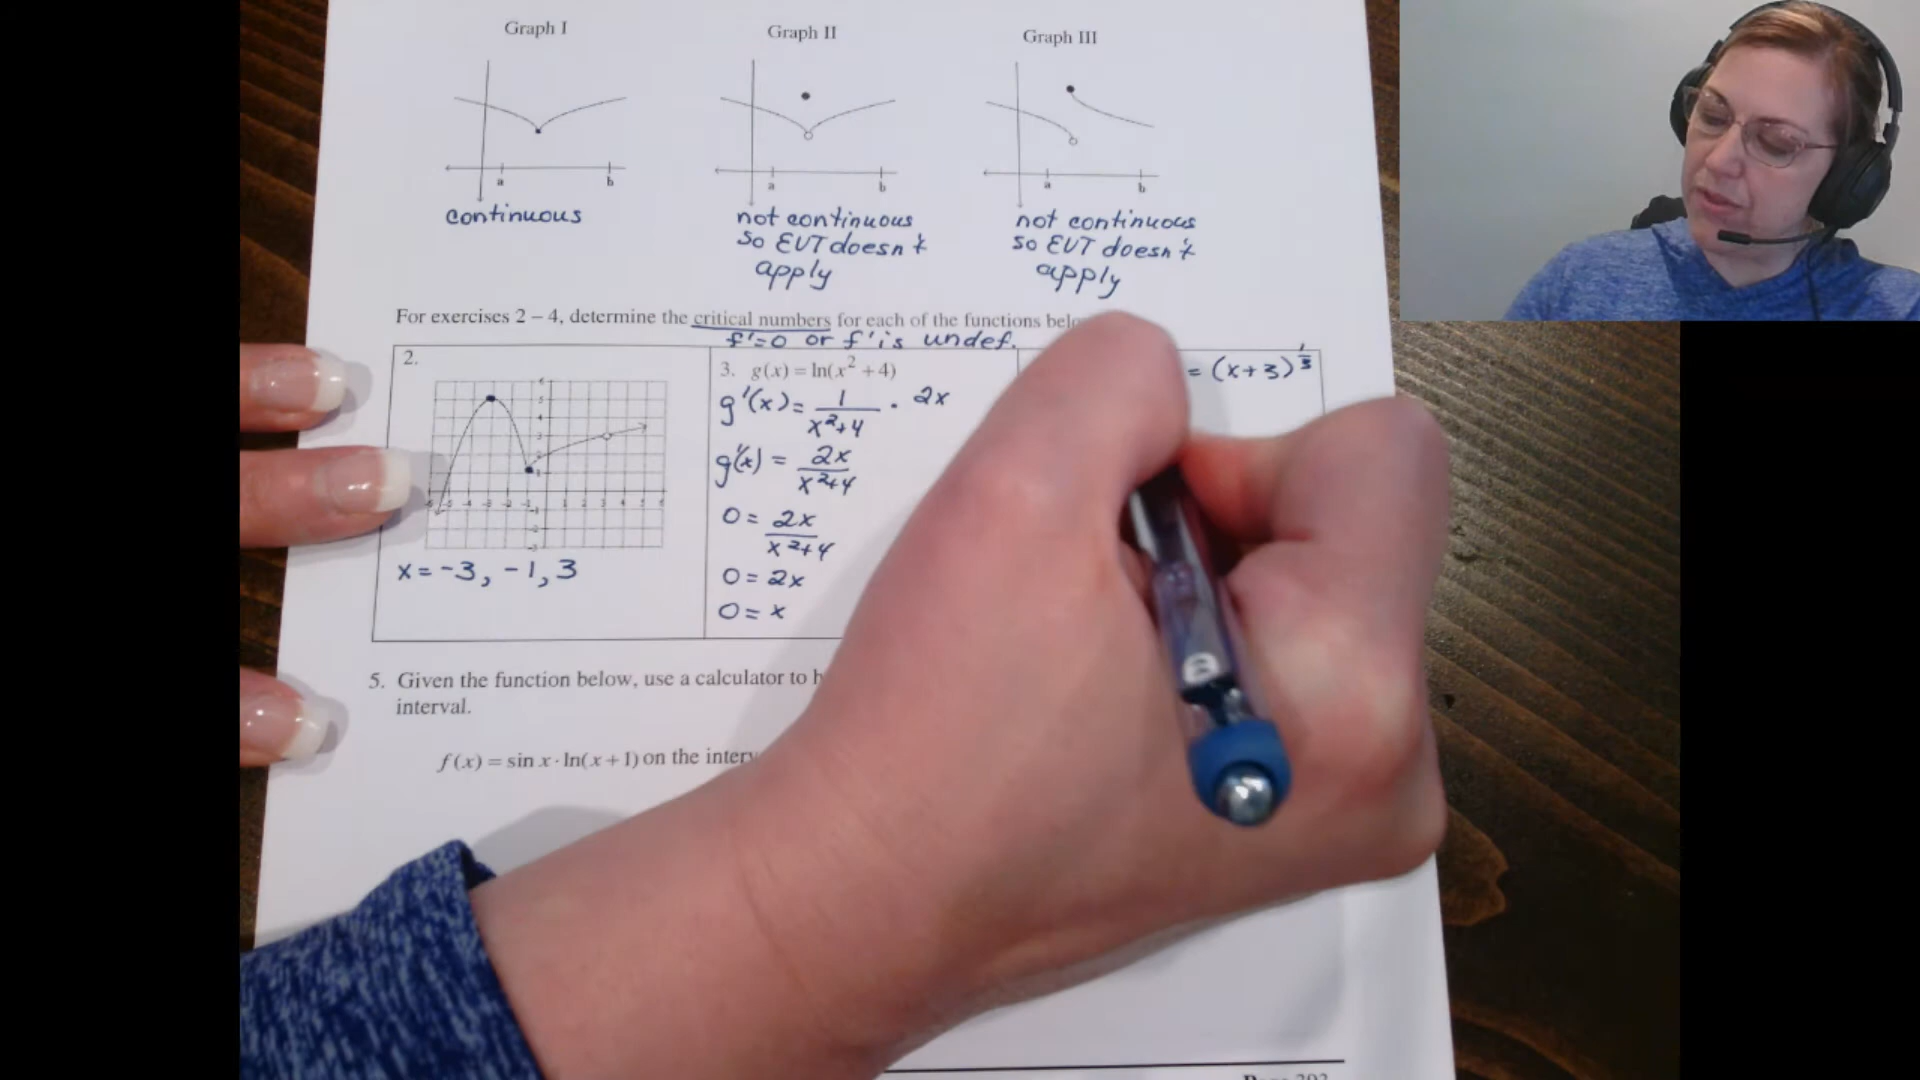 Graph I
Graph II
Graph III
a
b
a
b
a
b
continuous
not continuous
so EVT doesn't
apply
not continuous
so EVT doesn't
apply
For exercises 2 – 4, determine the critical numbers for each of the functions
f'=0 or f' is undef.
2.
x = -3, -1, 3
3. g(x) = ln(x² + 4)
g'(x) = 1/(x²+4) · 2x
g'(x) = 2x/(x²+4)
0 = 2x/(x²+4)
0 = 2x
0 = x
= (x+3)^(1/3)
5. Given the function below, use a calculator to
interval.
f(x) = sin x · ln(x + 1) on the